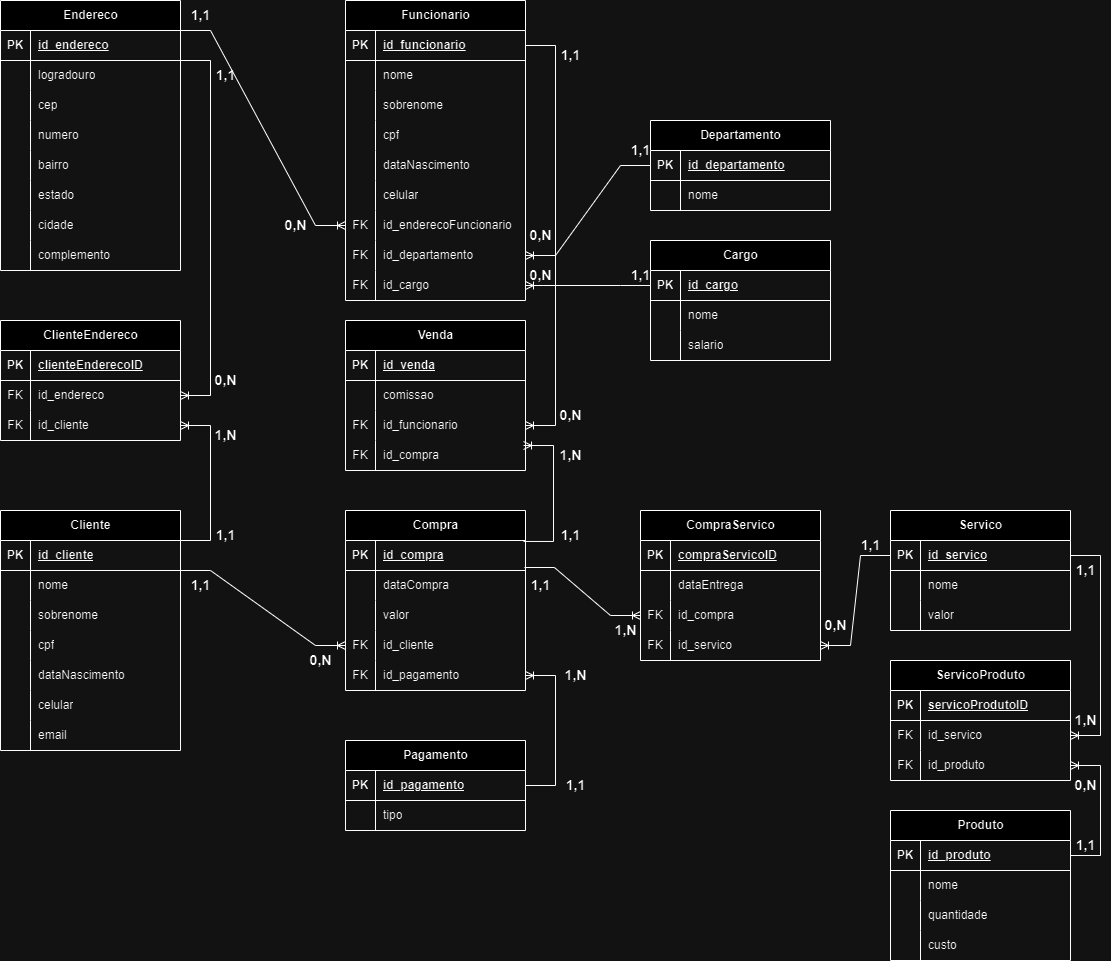 Endereco
PK id_endereco
logradouro
cep
numero
bairro
estado
cidade
complemento
1,1
1,1
Funcionario
PK id_funcionario
nome
sobrenome
cpf
dataNascimento
celular
FK id_enderecoFuncionario
FK id_departamento
FK id_cargo
0,N
1,1
0,N
0,N
Departamento
PK id_departamento
nome
1,1
Cargo
PK id_cargo
nome
salario
1,1
ClienteEndereco
PK clienteEnderecoID
FK id_endereco
FK id_cliente
0,N
1,N
Venda
PK id_venda
comissao
FK id_funcionario
FK id_compra
0,N
1,N
Cliente
PK id_cliente
nome
sobrenome
cpf
dataNascimento
celular
email
1,1
1,1
Compra
PK id_compra
dataCompra
valor
FK id_cliente
FK id_pagamento
0,N
1,1
1,1
1,N
1,N
CompraServico
PK compraServicoID
dataEntrega
FK id_compra
FK id_servico
1,1
0,N
Servico
PK id_servico
nome
valor
1,1
ServicoProduto
PK servicoProdutoID
FK id_servico
FK id_produto
1,N
0,N
Pagamento
PK id_pagamento
tipo
1,1
Produto
PK id_produto
nome
quantidade
custo
1,1